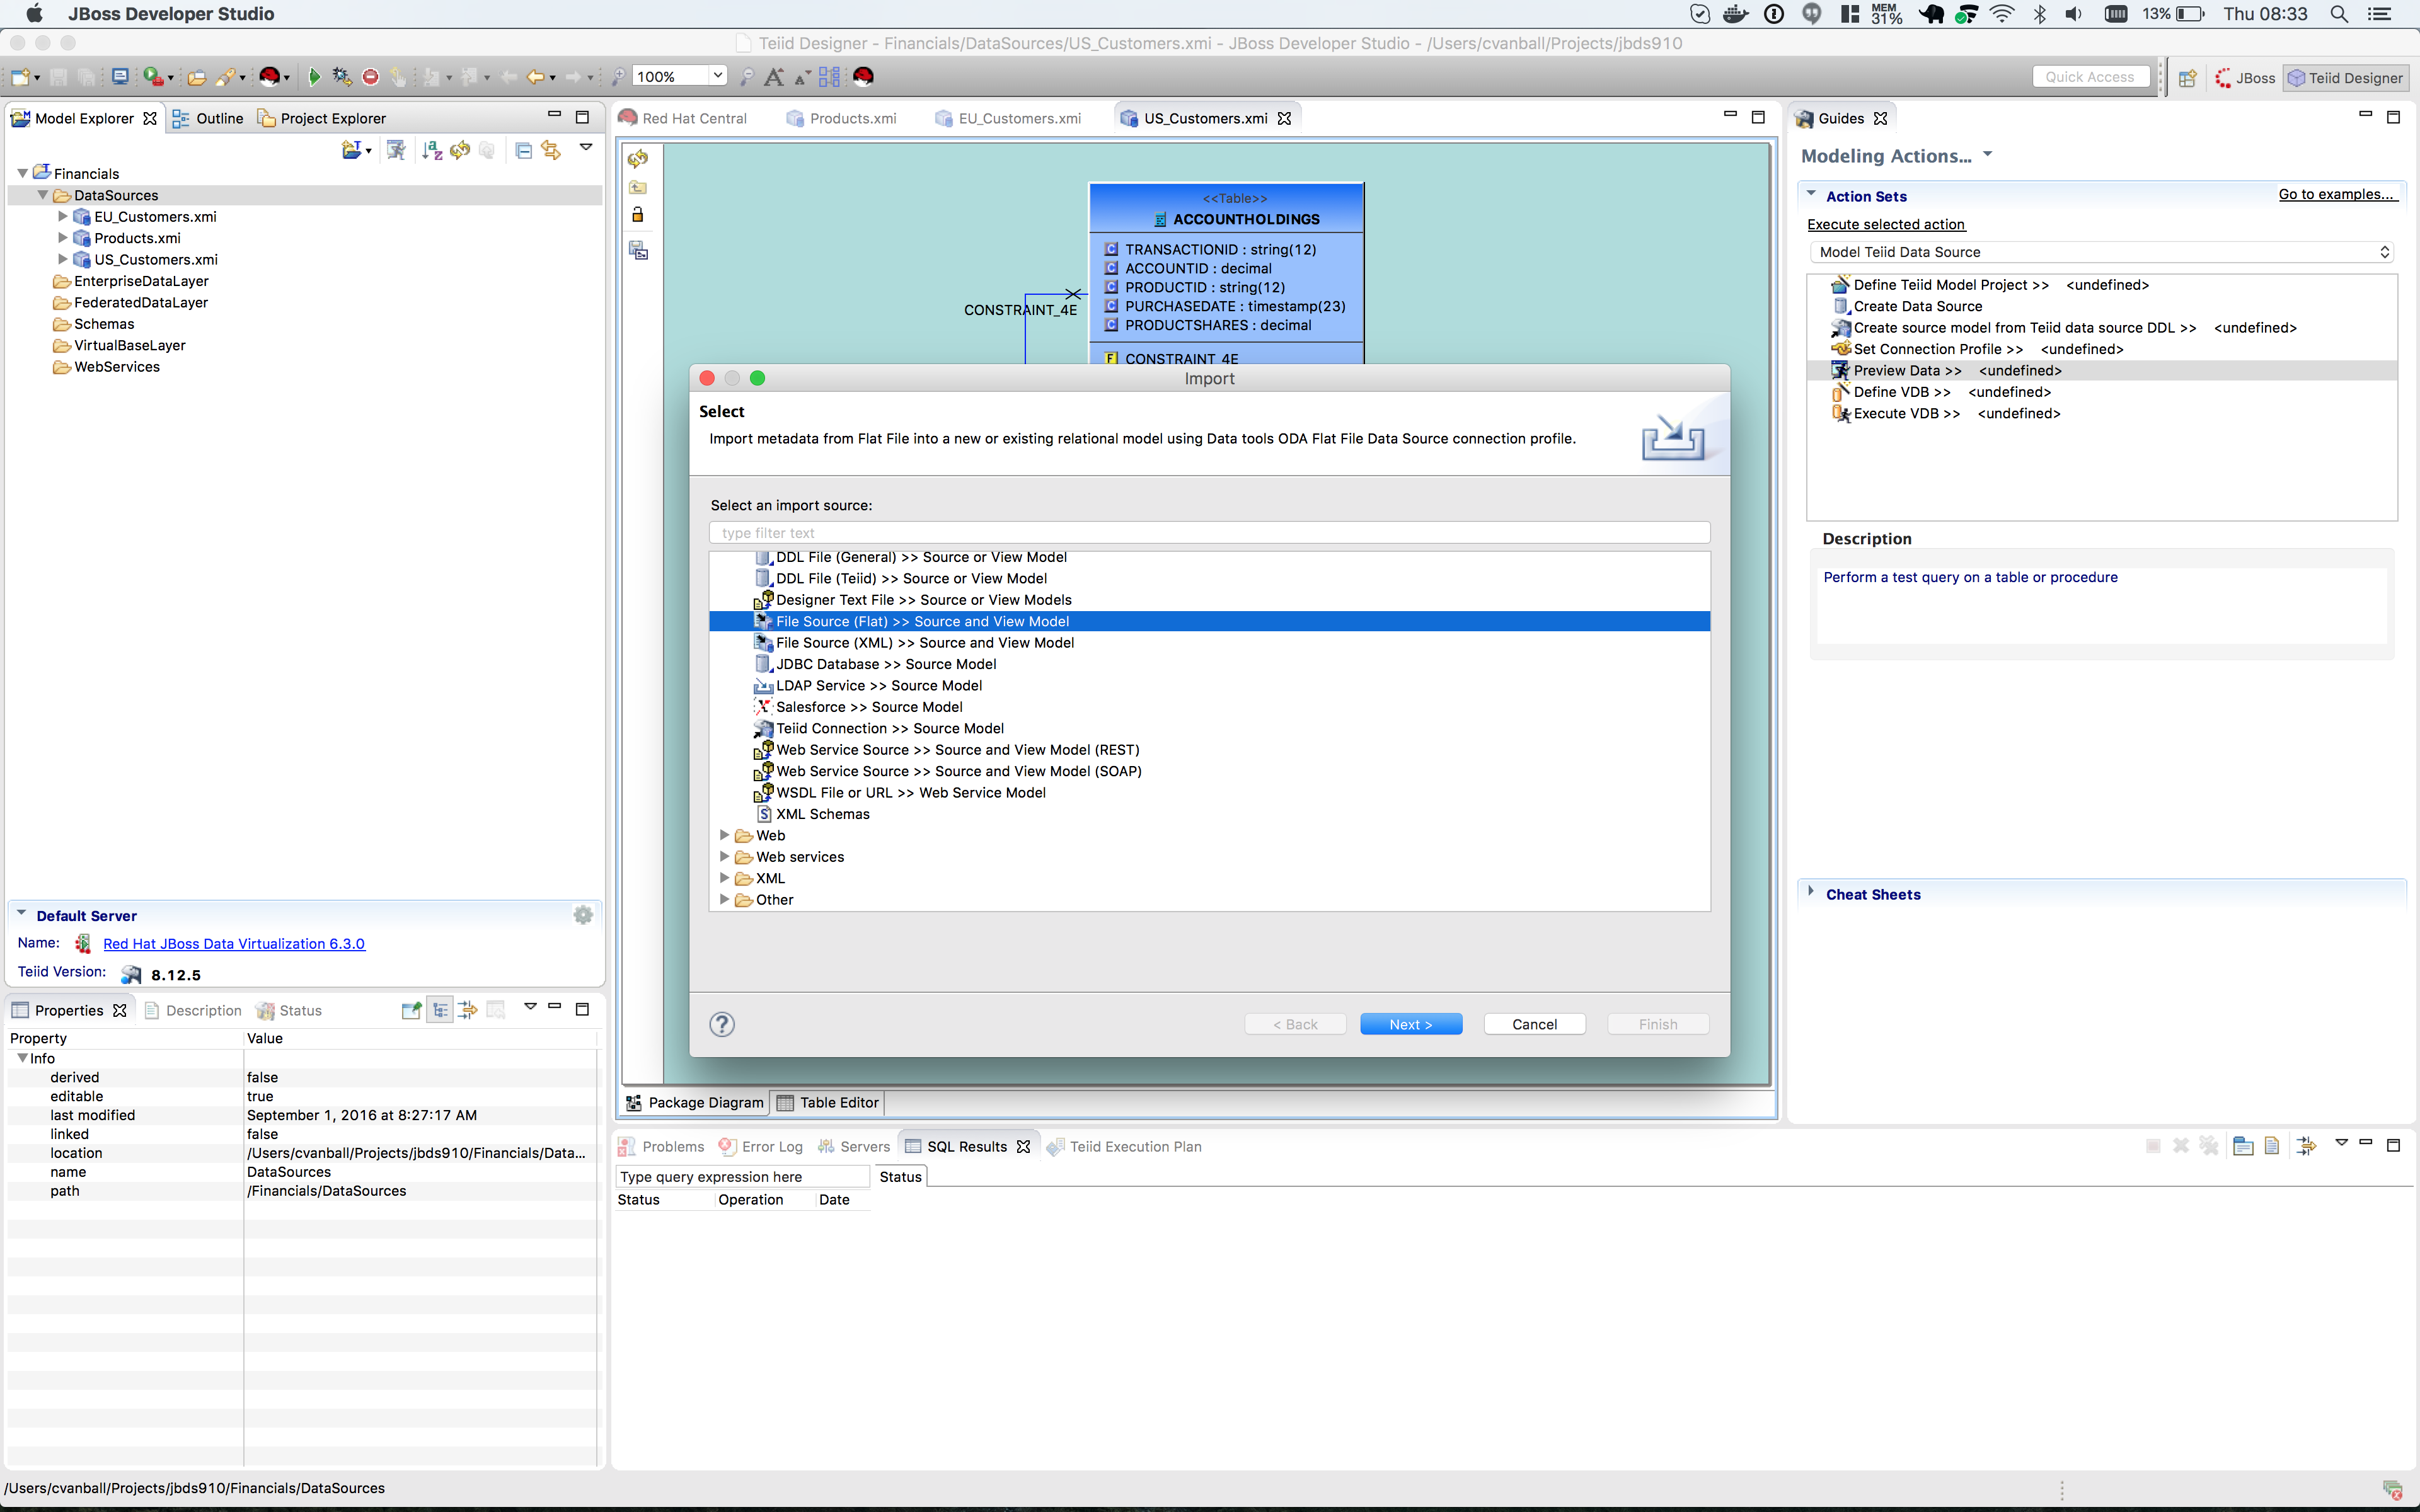 JBoss Developer Studio
MEM
31%
13%
Thu 08:33
Teiid Designer - Financials/DataSources/US_Customers.xmi - JBoss Developer Studio - /Users/cvanball/Projects/jbds910
100%
Quick Access
JBoss
Teiid Designer
Model Explorer
Outline
Project Explorer
Financials
DataSources
EU_Customers.xmi
Products.xmi
US_Customers.xmi
EnterpriseDataLayer
FederatedDataLayer
Schemas
VirtualBaseLayer
WebServices
Default Server
Name:
Red Hat JBoss Data Virtualization 6.3.0
Teiid Version:
8.12.5
Properties
Description
Status
Property
Value
Info
derived
false
editable
true
last modified
September 1, 2016 at 8:27:17 AM
linked
false
location
/Users/cvanball/Projects/jbds910/Financials/Data...
name
DataSources
path
/Financials/DataSources
Red Hat Central
Products.xmi
EU_Customers.xmi
US_Customers.xmi
<<Table>>
ACCOUNTHOLDINGS
TRANSACTIONID : string(12)
ACCOUNTID : decimal
PRODUCTID : string(12)
PURCHASEDATE : timestamp(23)
PRODUCTSHARES : decimal
CONSTRAINT_4E
CONSTRAINT_4E
Import
Select
Import metadata from Flat File into a new or existing relational model using Data tools ODA Flat File Data Source connection profile.
Select an import source:
type filter text
DDL File (General) >> Source or View Model
DDL File (Teiid) >> Source or View Model
Designer Text File >> Source or View Models
File Source (Flat) >> Source and View Model
File Source (XML) >> Source and View Model
JDBC Database >> Source Model
LDAP Service >> Source Model
Salesforce >> Source Model
Teiid Connection >> Source Model
Web Service Source >> Source and View Model (REST)
Web Service Source >> Source and View Model (SOAP)
WSDL File or URL >> Web Service Model
XML Schemas
Web
Web services
XML
Other
< Back
Next >
Cancel
Finish
Package Diagram
Table Editor
Problems
Error Log
Servers
SQL Results
Teiid Execution Plan
Type query expression here
Status
Status
Operation
Date
Guides
Modeling Actions...
Action Sets
Go to examples...
Execute selected action
Model Teiid Data Source
Define Teiid Model Project >> <undefined>
Create Data Source
Create source model from Teiid data source DDL >> <undefined>
Set Connection Profile >> <undefined>
Preview Data >> <undefined>
Define VDB >> <undefined>
Execute VDB >> <undefined>
Description
Perform a test query on a table or procedure
Cheat Sheets
/Users/cvanball/Projects/jbds910/Financials/DataSources